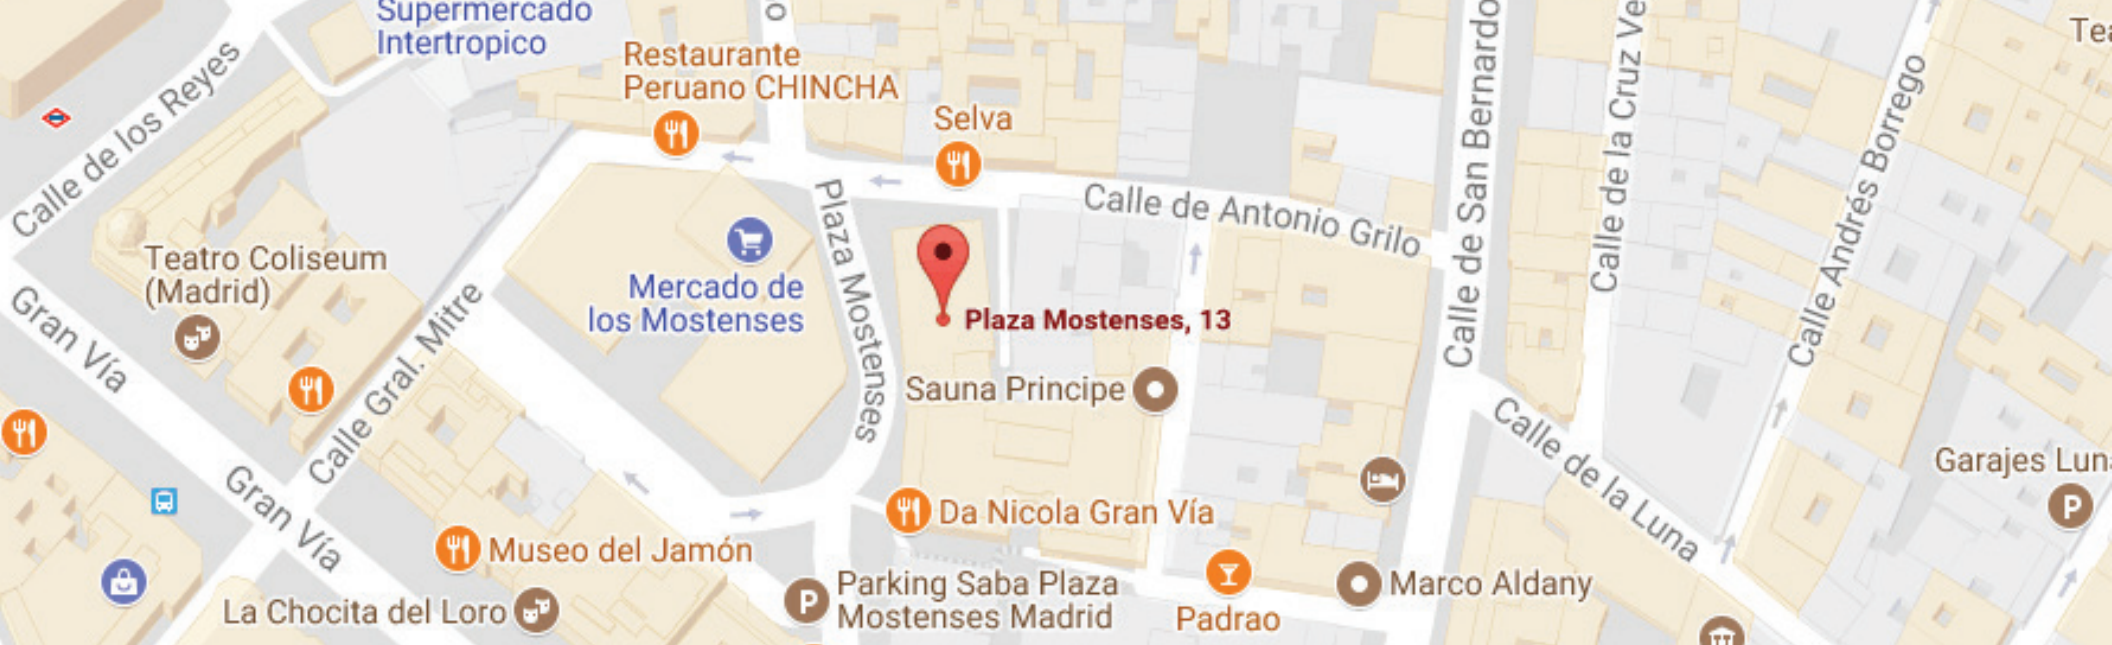 Supermercado
Intertropico
Restaurante
Peruano CHINCHA
Selva
Calle de los Reyes
Teatro Coliseum
(Madrid)
Gran Vía
Calle Gral. Mitre
Mercado de
los Mostenses
Plaza Mostenses
Plaza Mostenses, 13
Calle de Antonio Grilo
Calle de San Bernardo
Calle de la Cruz Ve
Calle Andrés Borrego
Tea
Sauna Principe
Calle de la Luna
Garajes Luna
P
Gran Vía
Da Nicola Gran Vía
Museo del Jamón
La Chocita del Loro
P
Parking Saba Plaza
Mostenses Madrid
Padrao
Marco Aldany